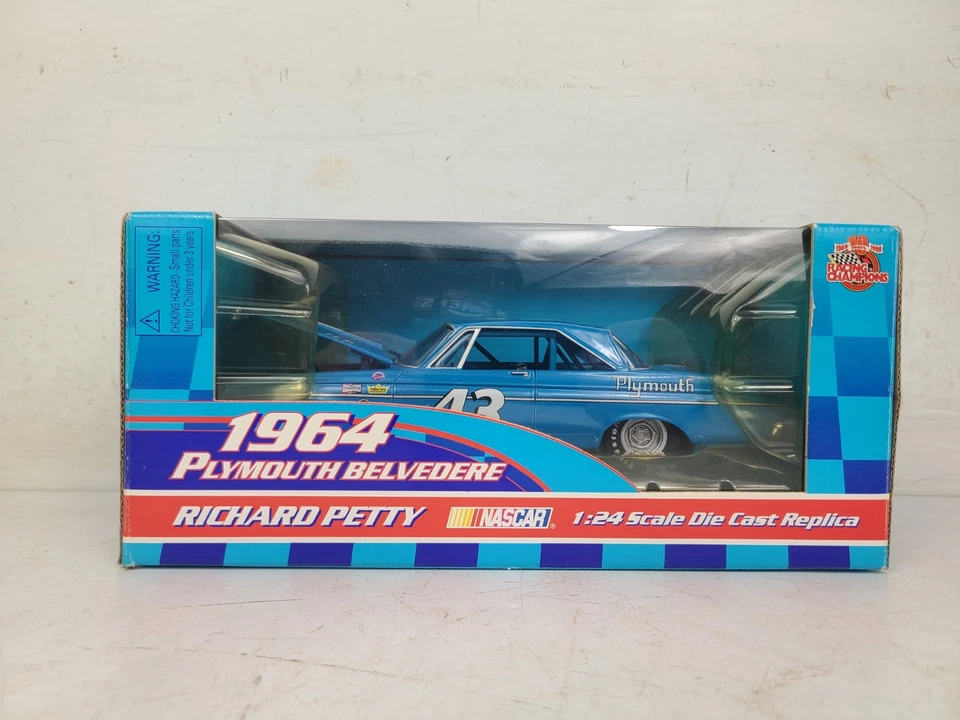 WARNING:
CHOKING HAZARD- Small parts
Not for Children under 3 years
RACING
CHAMPIONS
Plymouth
43
1964
PLYMOUTH BELVEDERE
RICHARD PETTY NASCAR® 1:24 Scale Die Cast Replica